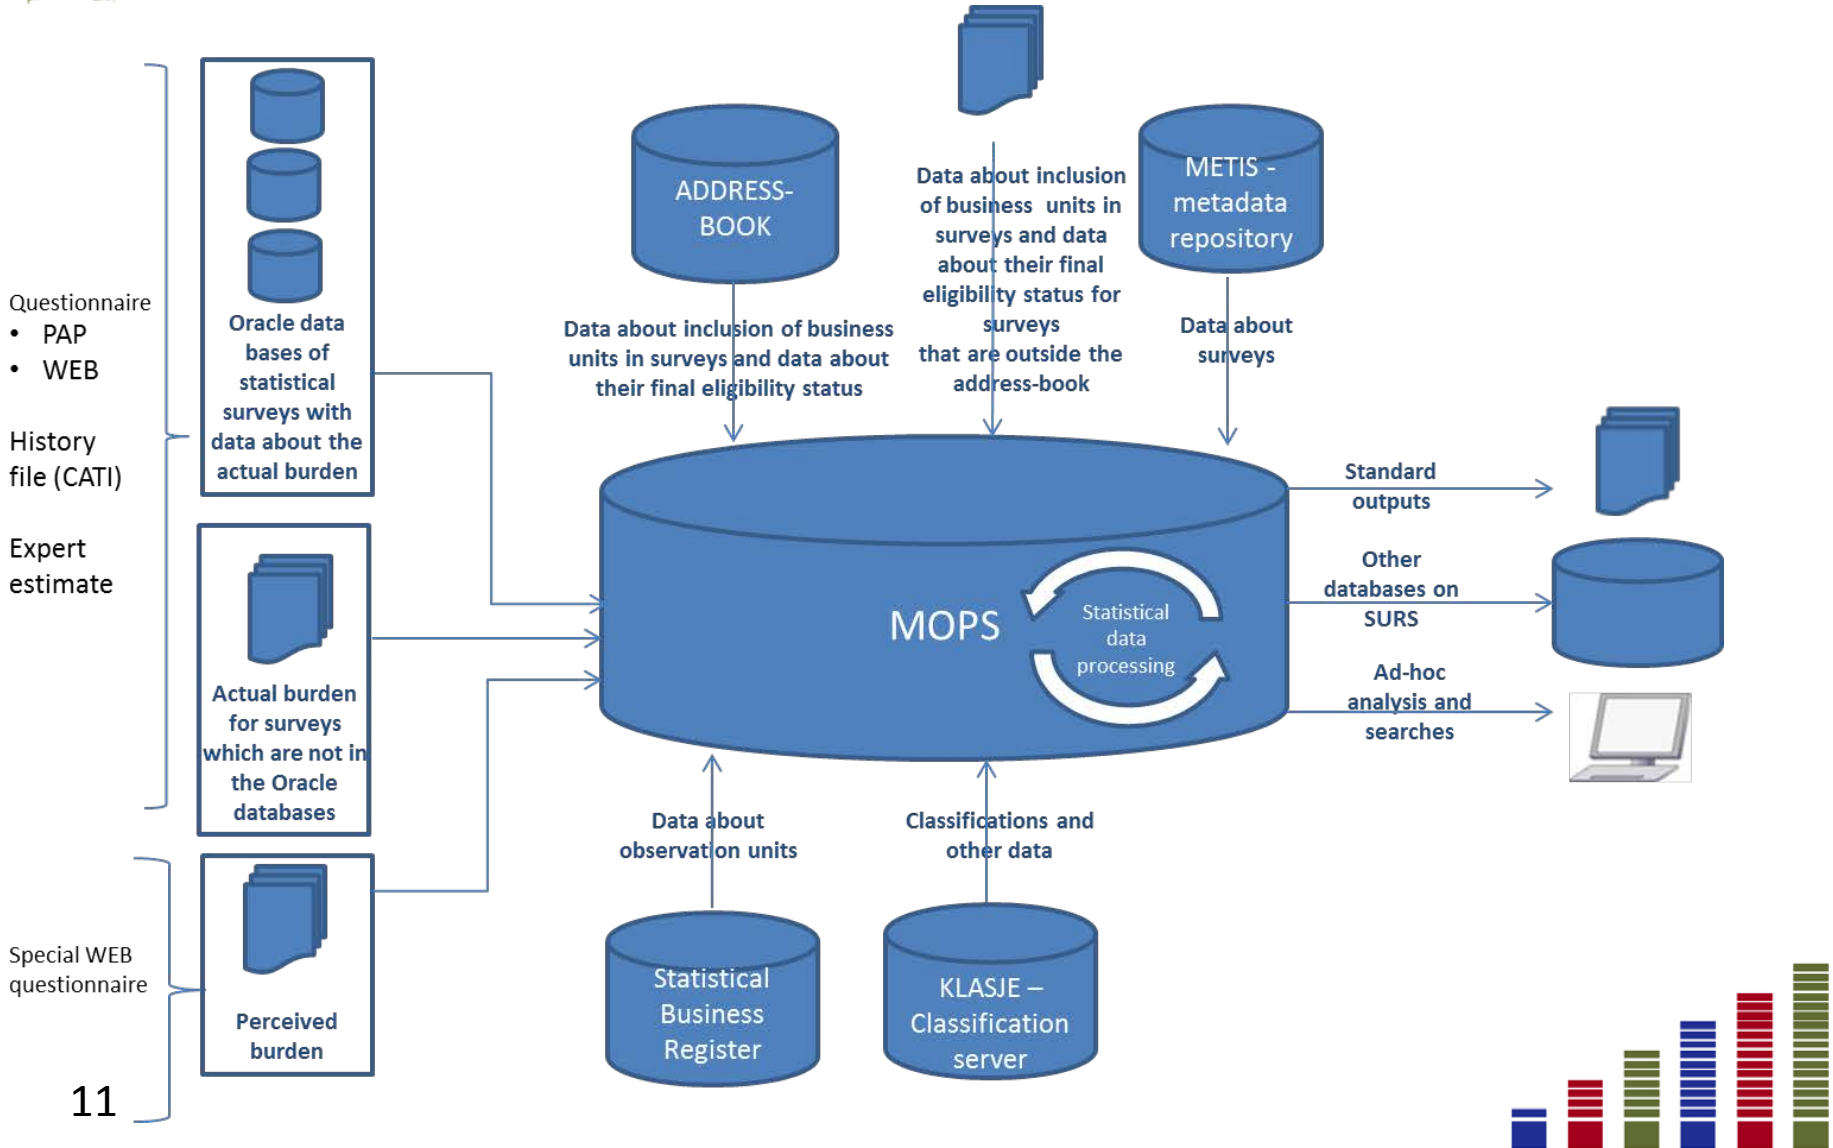 Questionnaire
• PAP
• WEB
History
file (CATI)
Expert
estimate
Special WEB
questionnaire
11
Oracle data
bases of
statistical
surveys with
data about the
actual burden
Actual burden
for surveys
which are not in
the Oracle
databases
Perceived
burden
ADDRESS-
BOOK
Data about inclusion of business
units in surveys and data about
their final eligibility status
Data about inclusion
of business units in
surveys and data
about their final
eligibility status for
surveys
that are outside the
address-book
METIS -
metadata
repository
Data about
surveys
MOPS
Statistical
data
processing
Standard
outputs
Other
databases on
SURS
Ad-hoc
analysis and
searches
Data about
observation units
Classifications and
other data
Statistical
Business
Register
KLASJE –
Classification
server